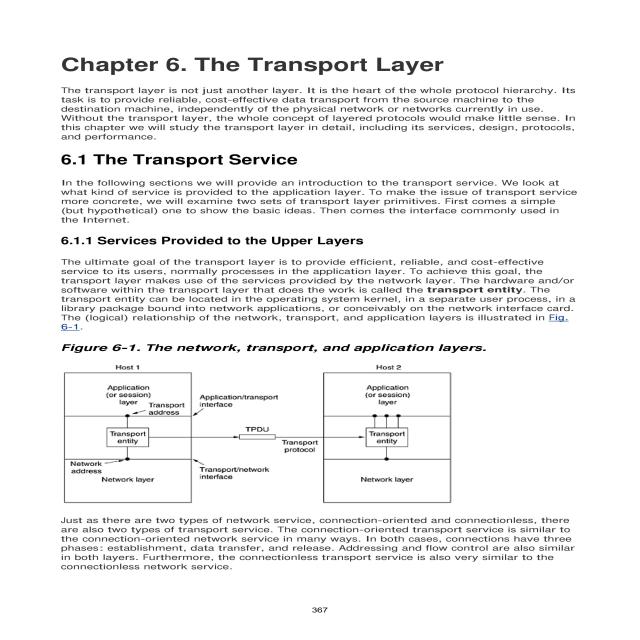 Chapter 6. The Transport Layer
The transport layer is not just another layer. It is the heart of the whole protocol hierarchy. Its
task is to provide reliable, cost-effective data transport from the source machine to the
destination machine, independently of the physical network or networks currently in use.
Without the transport layer, the whole concept of layered protocols would make little sense. In
this chapter we will study the transport layer in detail, including its services, design, protocols,
and performance.
6.1 The Transport Service
In the following sections we will provide an introduction to the transport service. We look at
what kind of service is provided to the application layer. To make the issue of transport service
more concrete, we will examine two sets of transport layer primitives. First comes a simple
(but hypothetical) one to show the basic ideas. Then comes the interface commonly used in
the Internet.
6.1.1 Services Provided to the Upper Layers
The ultimate goal of the transport layer is to provide efficient, reliable, and cost-effective
service to its users, normally processes in the application layer. To achieve this goal, the
transport layer makes use of the services provided by the network layer. The hardware and/or
software within the transport layer that does the work is called the transport entity. The
transport entity can be located in the operating system kernel, in a separate user process, in a
library package bound into network applications, or conceivably on the network interface card.
The (logical) relationship of the network, transport, and application layers is illustrated in Fig.
6-1.
Figure 6-1. The network, transport, and application layers.
Host 1
Host 2
Application
(or session)
layer
Transport
address
Application/transport
interface
Application
(or session)
layer
Transport
entity
TPDU
Transport
protocol
Transport
entity
Network
address
Network layer
Transport/network
interface
Network layer
Just as there are two types of network service, connection-oriented and connectionless, there
are also two types of transport service. The connection-oriented transport service is similar to
the connection-oriented network service in many ways. In both cases, connections have three
phases: establishment, data transfer, and release. Addressing and flow control are also similar
in both layers. Furthermore, the connectionless transport service is also very similar to the
connectionless network service.
367